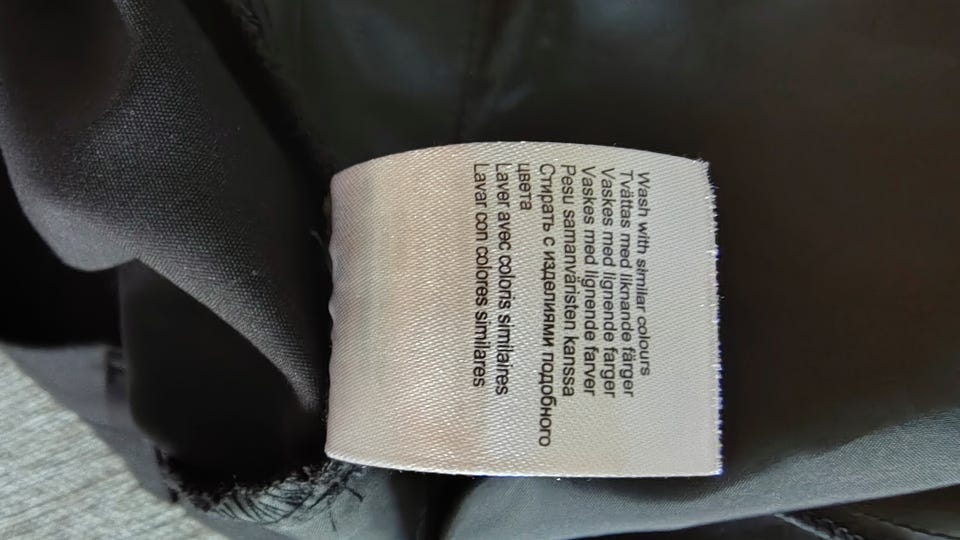 Wash with similar colours
Tvättas med liknande färger
Vaskes med lignende farger
Vaskes med lignende farver
Pesu samanväristen kanssa
Стирать с изделиями подобного
цвета
Laver avec coloris similaires
Lavar con colores similares